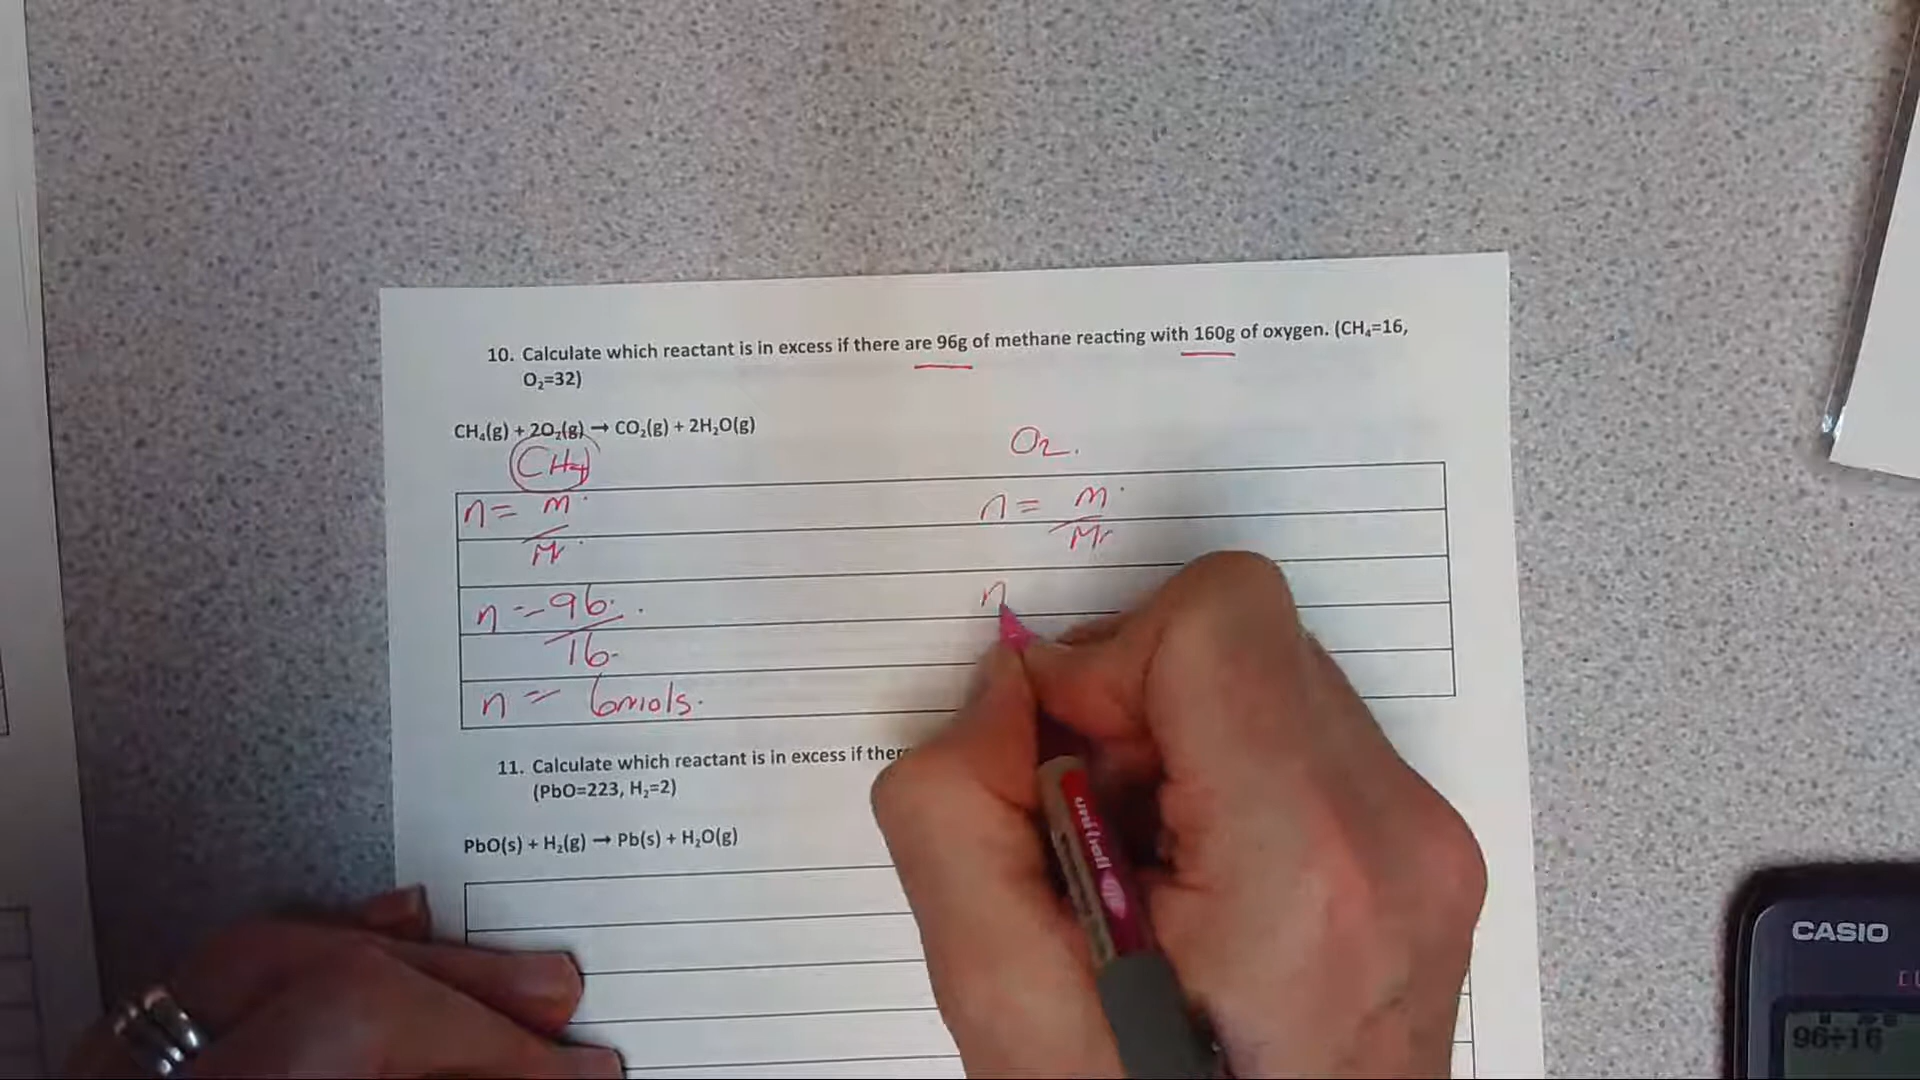 10. Calculate which reactant is in excess if there are 96g of methane reacting with 160g of oxygen. (CH₄=16,
O₂=32)
CH₄(g) + 2O₂(g) → CO₂(g) + 2H₂O(g)
CH4
O2.
n = m
Mr
n = m
Mr
n = 96
16
n
n = 6mols.
11. Calculate which reactant is in excess if
(PbO=223, H₂=2)
PbO(s) + H₂(g) → Pb(s) + H₂O(g)
uni-ball
CASIO
96÷16